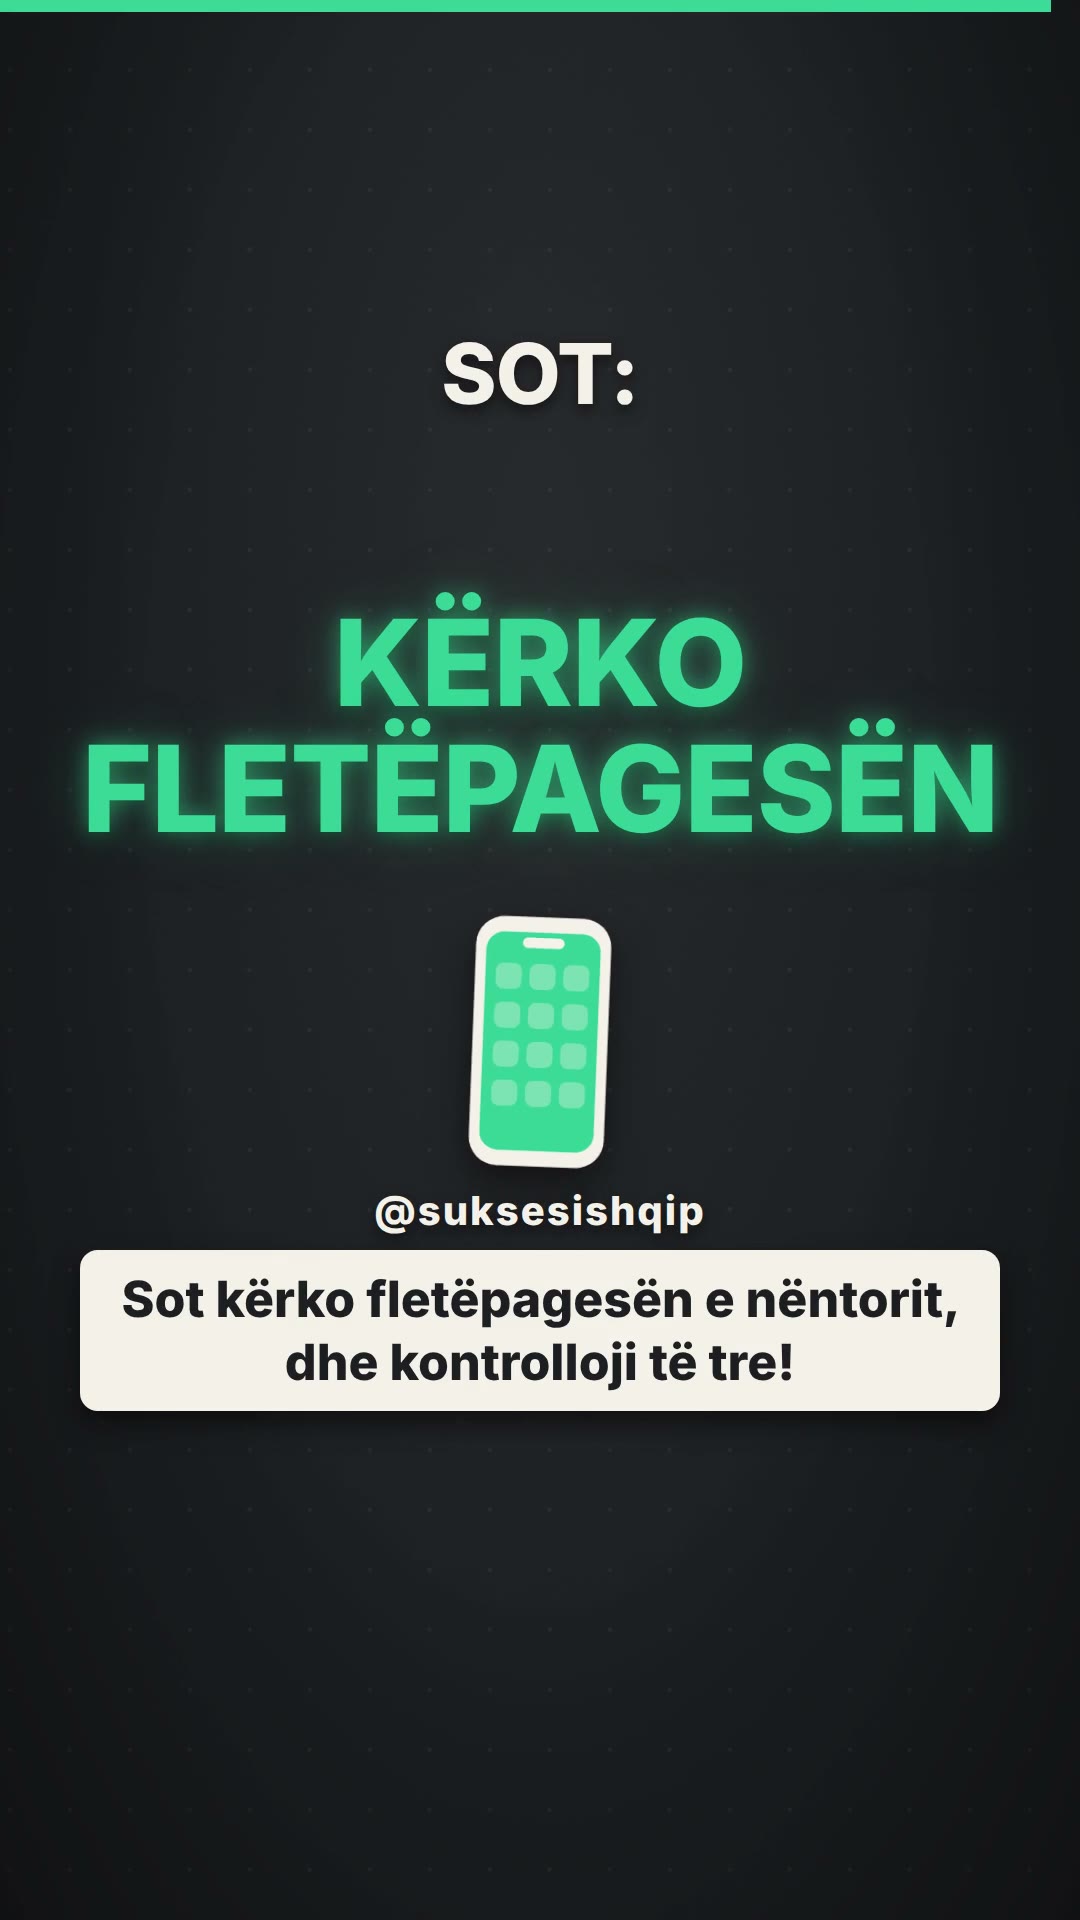 SOT:
KËRKO
FLETËPAGESËN
@suksesishqip
Sot kërko fletëpagesën e nëntorit,
dhe kontrolloji të tre!